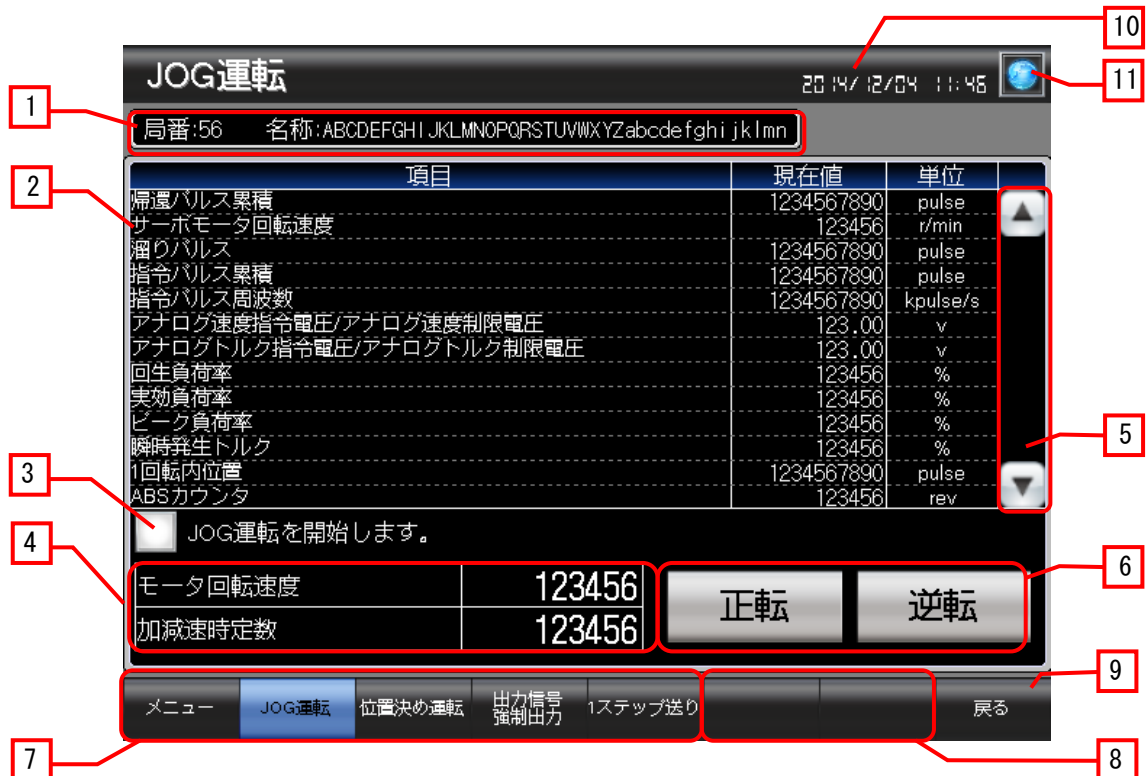 10
JOG運転
2014/12/04 11:46
11
1
局番:56 名称:ABCDEFGHIJKLMNOPQRSTUVWXYZabcdefghijklmn
2
項目 現在値 単位
帰還パルス累積 1234567890 pulse
サーボモータ回転速度 123456 r/min
溜りパルス 1234567890 pulse
指令パルス累積 1234567890 pulse
指令パルス周波数 1234567890 kpulse/s
アナログ速度指令電圧/アナログ速度制限電圧 123.00 v
アナログトルク指令電圧/アナログトルク制限電圧 123.00 v
回生負荷率 123456 %
実効負荷率 123456 %
ピーク負荷率 123456 %
瞬時発生トルク 123456 %
5
1回転内位置 1234567890 pulse
ABSカウンタ 123456 rev
3
JOG運転を開始します。
4
モータ回転速度 123456
加減速時定数 123456
正転 逆転
6
9
メニュー JOG運転 位置決め運転 出力信号 1ステップ送り 戻る
強制出力
7
8